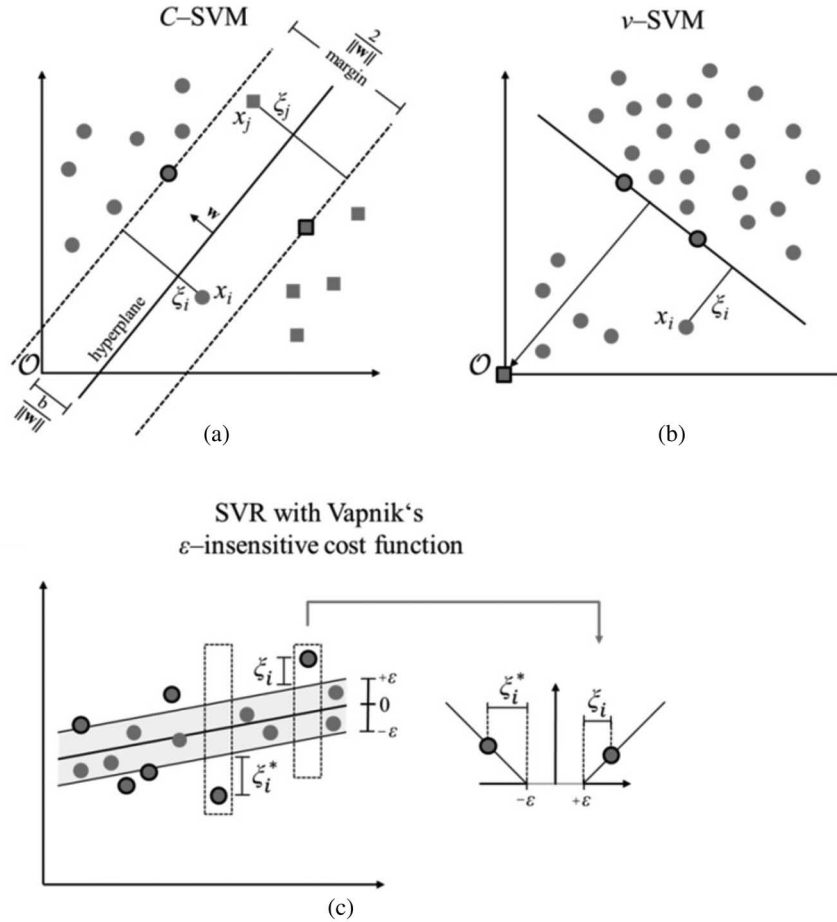 C–SVM
2
‖w‖
margin
x_j
ξ_j
w
ξ_i
x_i
hyperplane
𝒪
b
‖w‖
(a)
ν–SVM
x_i
ξ_i
𝒪
(b)
SVR with Vapnik‘s
ε–insensitive cost function
ξ_i
+ε
0
−ε
ξ_i^*
ξ_i^*
ξ_i
−ε
+ε
(c)